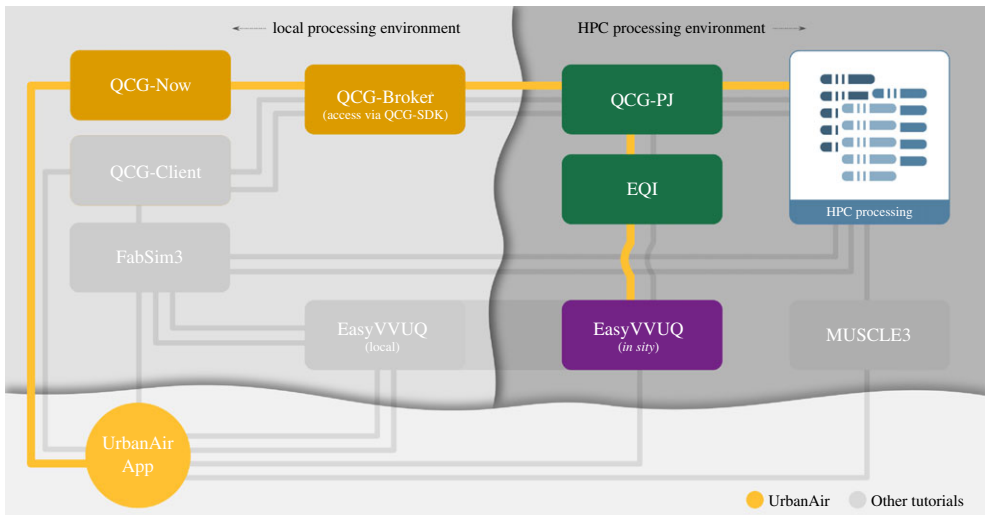 local processing environment
HPC processing environment
QCG-Now
QCG-Broker
(access via QCG-SDK)
QCG-PJ
QCG-Client
EQI
HPC processing
FabSim3
EasyVVUQ
(local)
EasyVVUQ
(in sity)
MUSCLE3
UrbanAir
App
UrbanAir
Other tutorials